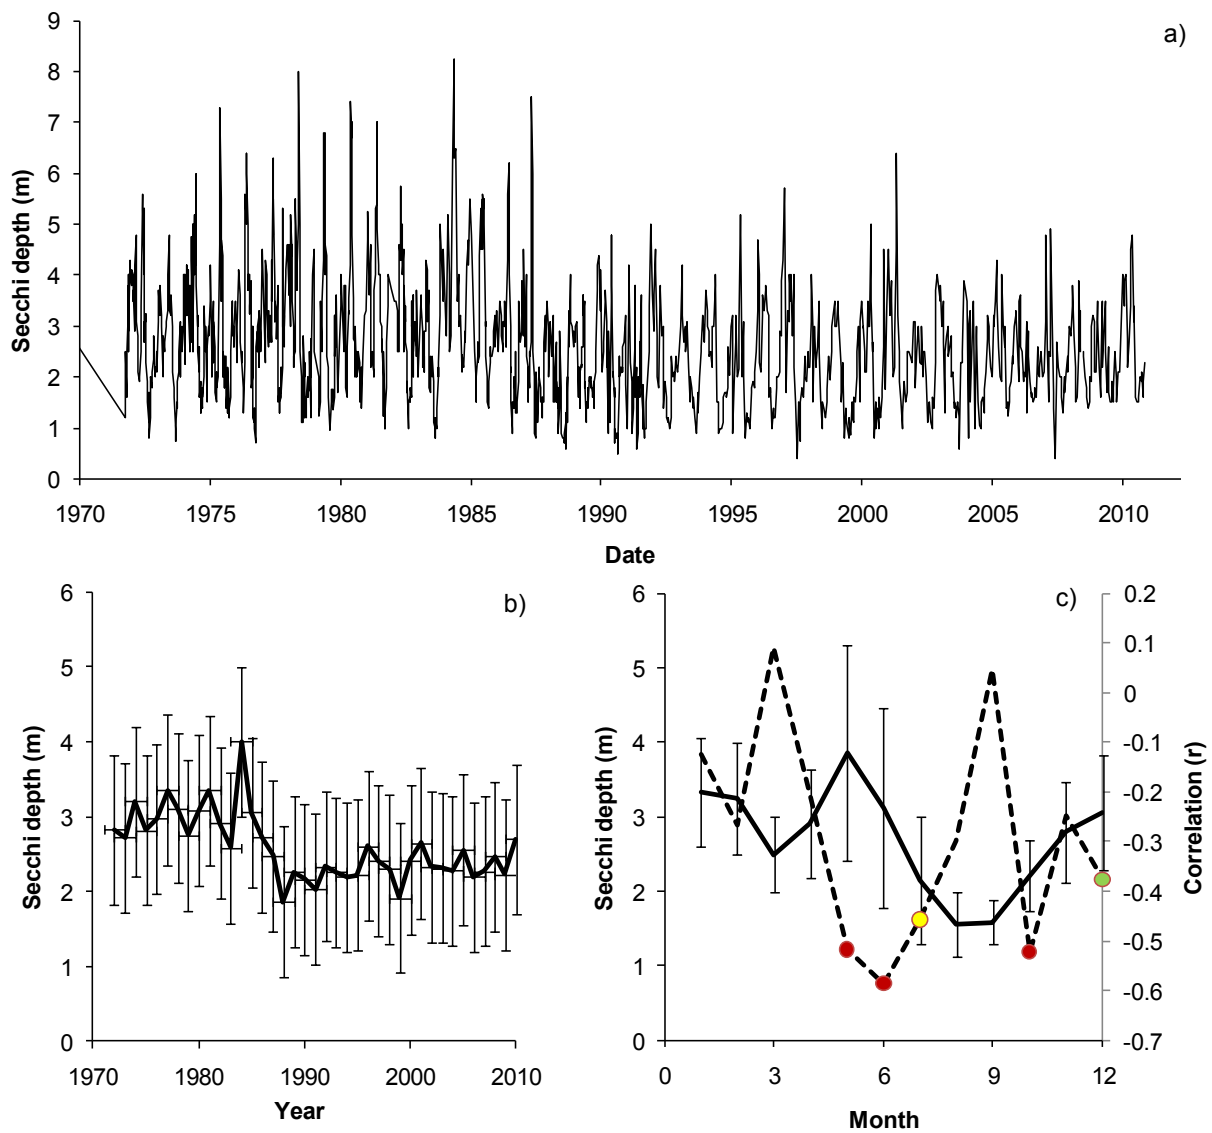 a)
9
8
7
6
5
4
3
2
1
0
Secchi depth (m)
1970 1975 1980 1985 1990 1995 2000 2005 2010
Date
b)
6
5
4
3
2
1
0
Secchi depth (m)
1970 1980 1990 2000 2010
Year
c)
6
5
4
3
2
1
0
Secchi depth (m)
0.2
0.1
0
-0.1
-0.2
-0.3
-0.4
-0.5
-0.6
-0.7
Correlation (r)
0 3 6 9 12
Month